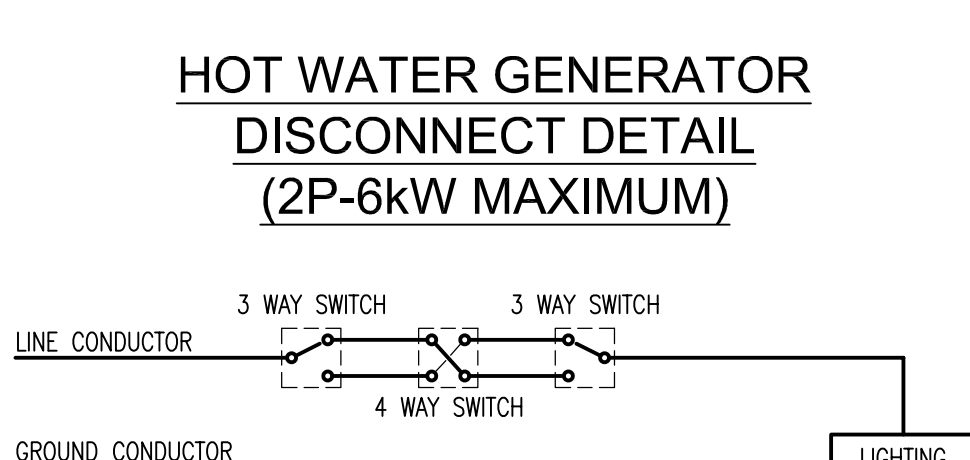 HOT WATER GENERATOR
DISCONNECT DETAIL
(2P-6kW MAXIMUM)
3 WAY SWITCH
3 WAY SWITCH
LINE CONDUCTOR
4 WAY SWITCH
GROUND CONDUCTOR
LIGHTING